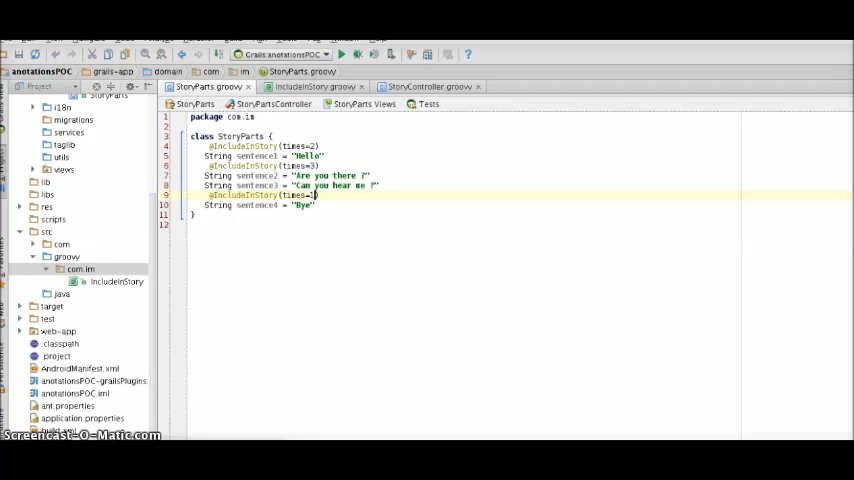 Grails:anotationsPOC
?
anotationsPOC
grails-app
domain
com
im
StoryParts.groovy
Project
StoryParts.groovy
IncludeInStory.groovy
StoryController.groovy
StoryParts
StoryPartsController
StoryParts Views
Tests
StoryParts
i18n
migrations
services
taglib
utils
views
lib
libs
res
scripts
src
com
groovy
com.im
IncludeInStory
java
target
test
web-app
.classpath
.project
AndroidManifest.xml
anotationsPOC-grailsPlugins.
anotationsPOC.iml
ant.properties
application.properties
build.xml
1 package com.im
2
3 class StoryParts {
4 @IncludeInStory(times=2)
5 String sentence1 = "Hello"
6 @IncludeInStory(times=3)
7 String sentence2 = "Are you there ?"
8 String sentence3 = "Can you hear me ?"
9 @IncludeInStory(times=1)
10 String sentence4 = "Bye"
11 }
12
Screencast-O-Matic.com